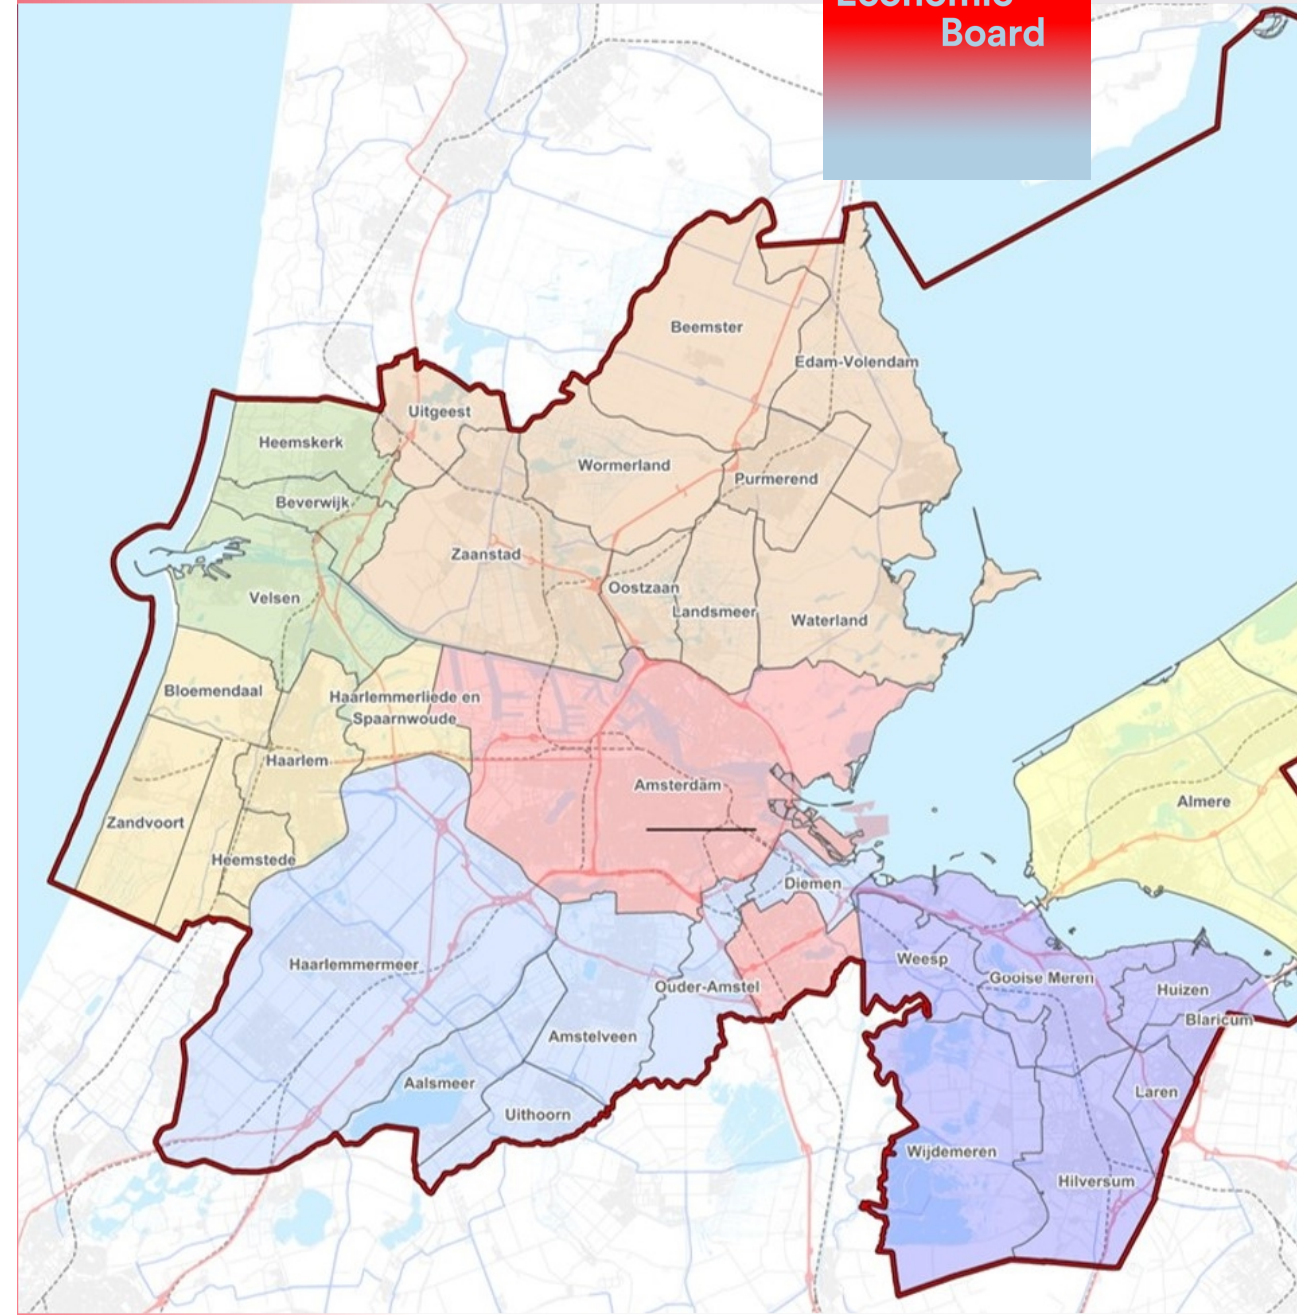 Economic
Board
Beemster
Edam-Volendam
Uitgeest
Heemskerk
Wormerland
Purmerend
Beverwijk
Zaanstad
Oostzaan
Velsen
Landsmeer
Waterland
Bloemendaal
Haarlemmerliede en
Spaarnwoude
Haarlem
Amsterdam
Almere
Zandvoort
Heemstede
Diemen
Weesp
Haarlemmermeer
Gooise Meren
Ouder-Amstel
Huizen
Blaricum
Amstelveen
Aalsmeer
Laren
Uithoorn
Wijdemeren
Hilversum